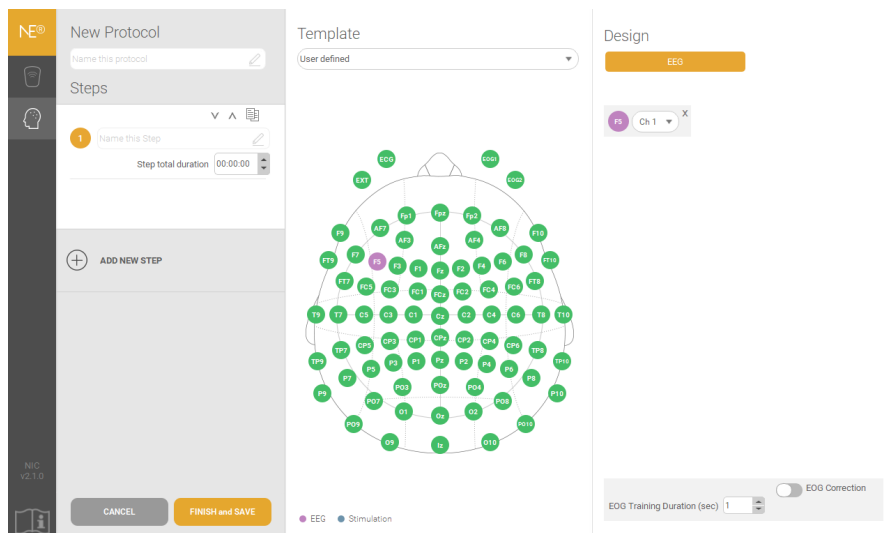 NE®
New Protocol
Name this protocol
Steps
1
Name this Step
Step total duration 00:00:00
ADD NEW STEP
NIC
v2.1.0
i
CANCEL
FINISH and SAVE
Template
User defined
ECG EOG1
EXT EOG2
Fp1 Fpz Fp2
AF7 AF8
F9 F10
AF3 AFz AF4
F7 F8
FT9 F5 F3 F1 Fz F2 F4 F6 FT10
FT7 FT8
FC5 FC3 FC1 FCz FC2 FC4 FC6
T9 T7 C5 C3 C1 Cz C2 C4 C6 T8 T10
CP5 CP3 CP1 CPz CP2 CP4 CP6
TP7 TP8
TP9 P5 P3 P1 Pz P2 P4 P6 TP10
P7 P8
PO3 POz PO4
P9 P10
PO7 PO8
O1 Oz O2
PO9 PO10
O9 Iz O10
EEG Stimulation
Design
EEG
F5 Ch 1 X
EOG Correction
EOG Training Duration (sec) 1